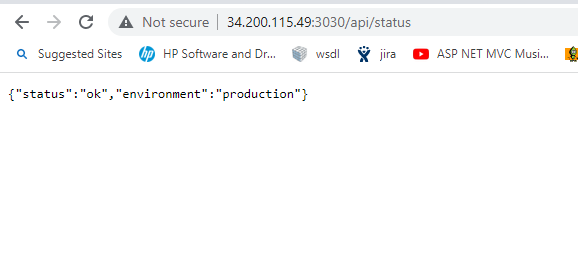 Not secure 34.200.115.49:3030/api/status
Suggested Sites HP Software and Dr... wsdl jira ASP NET MVC Musi...
{"status":"ok","environment":"production"}